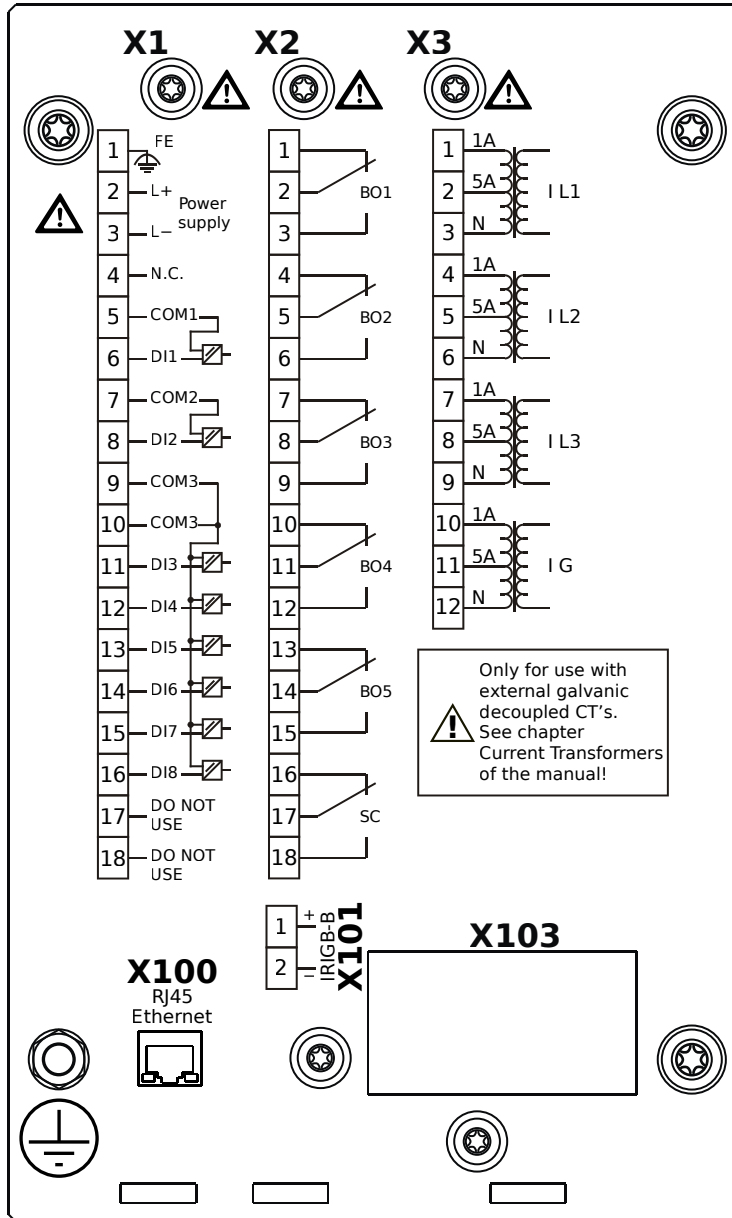 X1 X2 X3
1 FE
2 L+ Power
supply
3 L−
4 N.C.
5 COM1
6 DI1
7 COM2
8 DI2
9 COM3
10 COM3
11 DI3
12 DI4
13 DI5
14 DI6
15 DI7
16 DI8
17 DO NOT
USE
18 DO NOT
USE
1
2 BO1
3
4
5 BO2
6
7
8 BO3
9
10
11 BO4
12
13
14 BO5
15
16
17 SC
18
1 1A
2 5A I L1
3 N
4 1A
5 5A I L2
6 N
7 1A
8 5A I L3
9 N
10 1A
11 5A I G
12 N
! Only for use with
external galvanic
decoupled CT's.
See chapter
Current Transformers
of the manual!
1 +
2 −
IRIGB-B
X101
X103
X100
RJ45
Ethernet